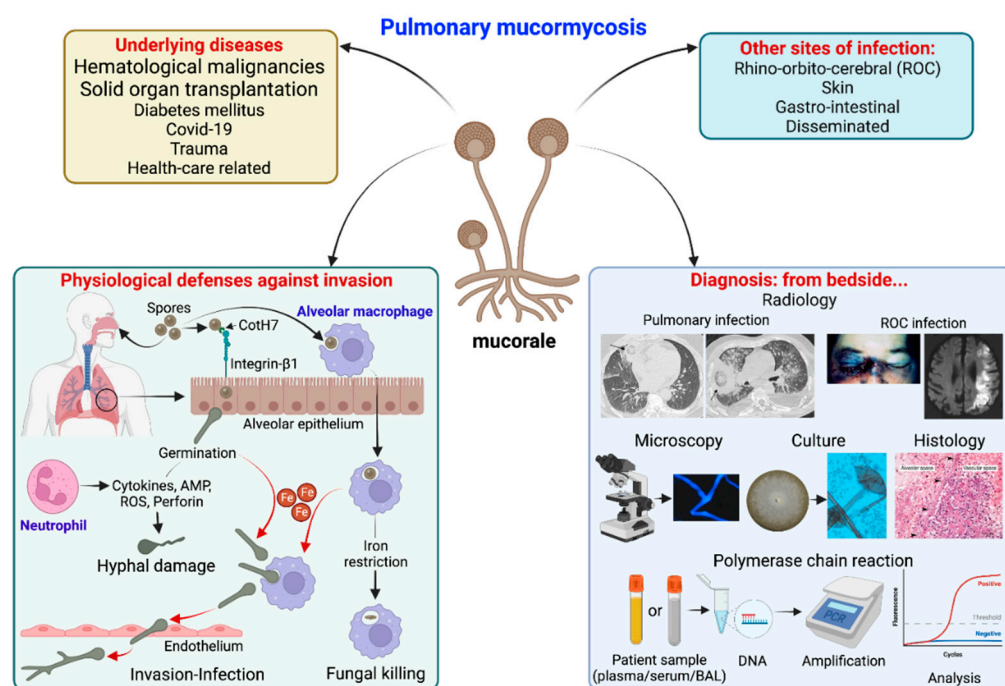 Pulmonary mucormycosis
Underlying diseases
Hematological malignancies
Solid organ transplantation
Diabetes mellitus
Covid-19
Trauma
Health-care related
Other sites of infection:
Rhino-orbito-cerebral (ROC)
Skin
Gastro-intestinal
Disseminated
mucorale
Physiological defenses against invasion
Spores
CotH7
Alveolar macrophage
Integrin-β1
Alveolar epithelium
Germination
Neutrophil
Cytokines, AMP,
ROS, Perforin
Fe
Fe
Fe
Hyphal damage
Iron
restriction
Endothelium
Invasion-Infection
Fungal killing
Diagnosis: from bedside...
Radiology
Pulmonary infection
ROC infection
Microscopy
Culture
Histology
Alveolar space
Vascular space
Polymerase chain reaction
or
PCR
Patient sample
(plasma/serum/BAL)
DNA
Amplification
Fluorescence
Positive
Threshold
Negative
Cycles
Analysis